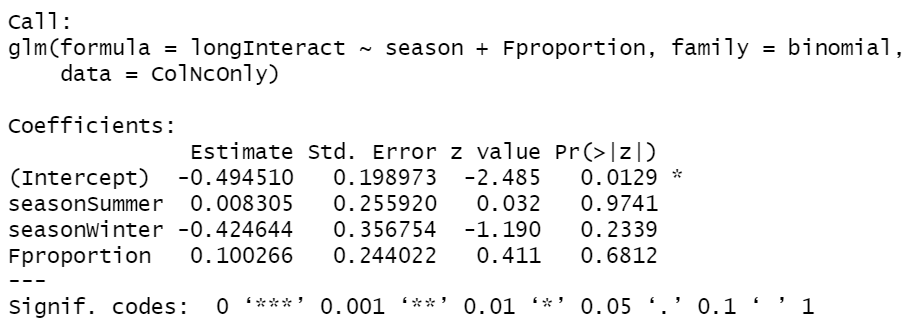 Call:
glm(formula = longInteract ~ season + Fproportion, family = binomial,
    data = ColNcOnly)

Coefficients:
              Estimate Std. Error z value Pr(>|z|)
(Intercept)  -0.494510   0.198973  -2.485   0.0129 *
seasonSummer  0.008305   0.255920   0.032   0.9741
seasonWinter -0.424644   0.356754  -1.190   0.2339
Fproportion   0.100266   0.244022   0.411   0.6812
---
Signif. codes:  0 ‘***’ 0.001 ‘**’ 0.01 ‘*’ 0.05 ‘.’ 0.1 ‘ ’ 1